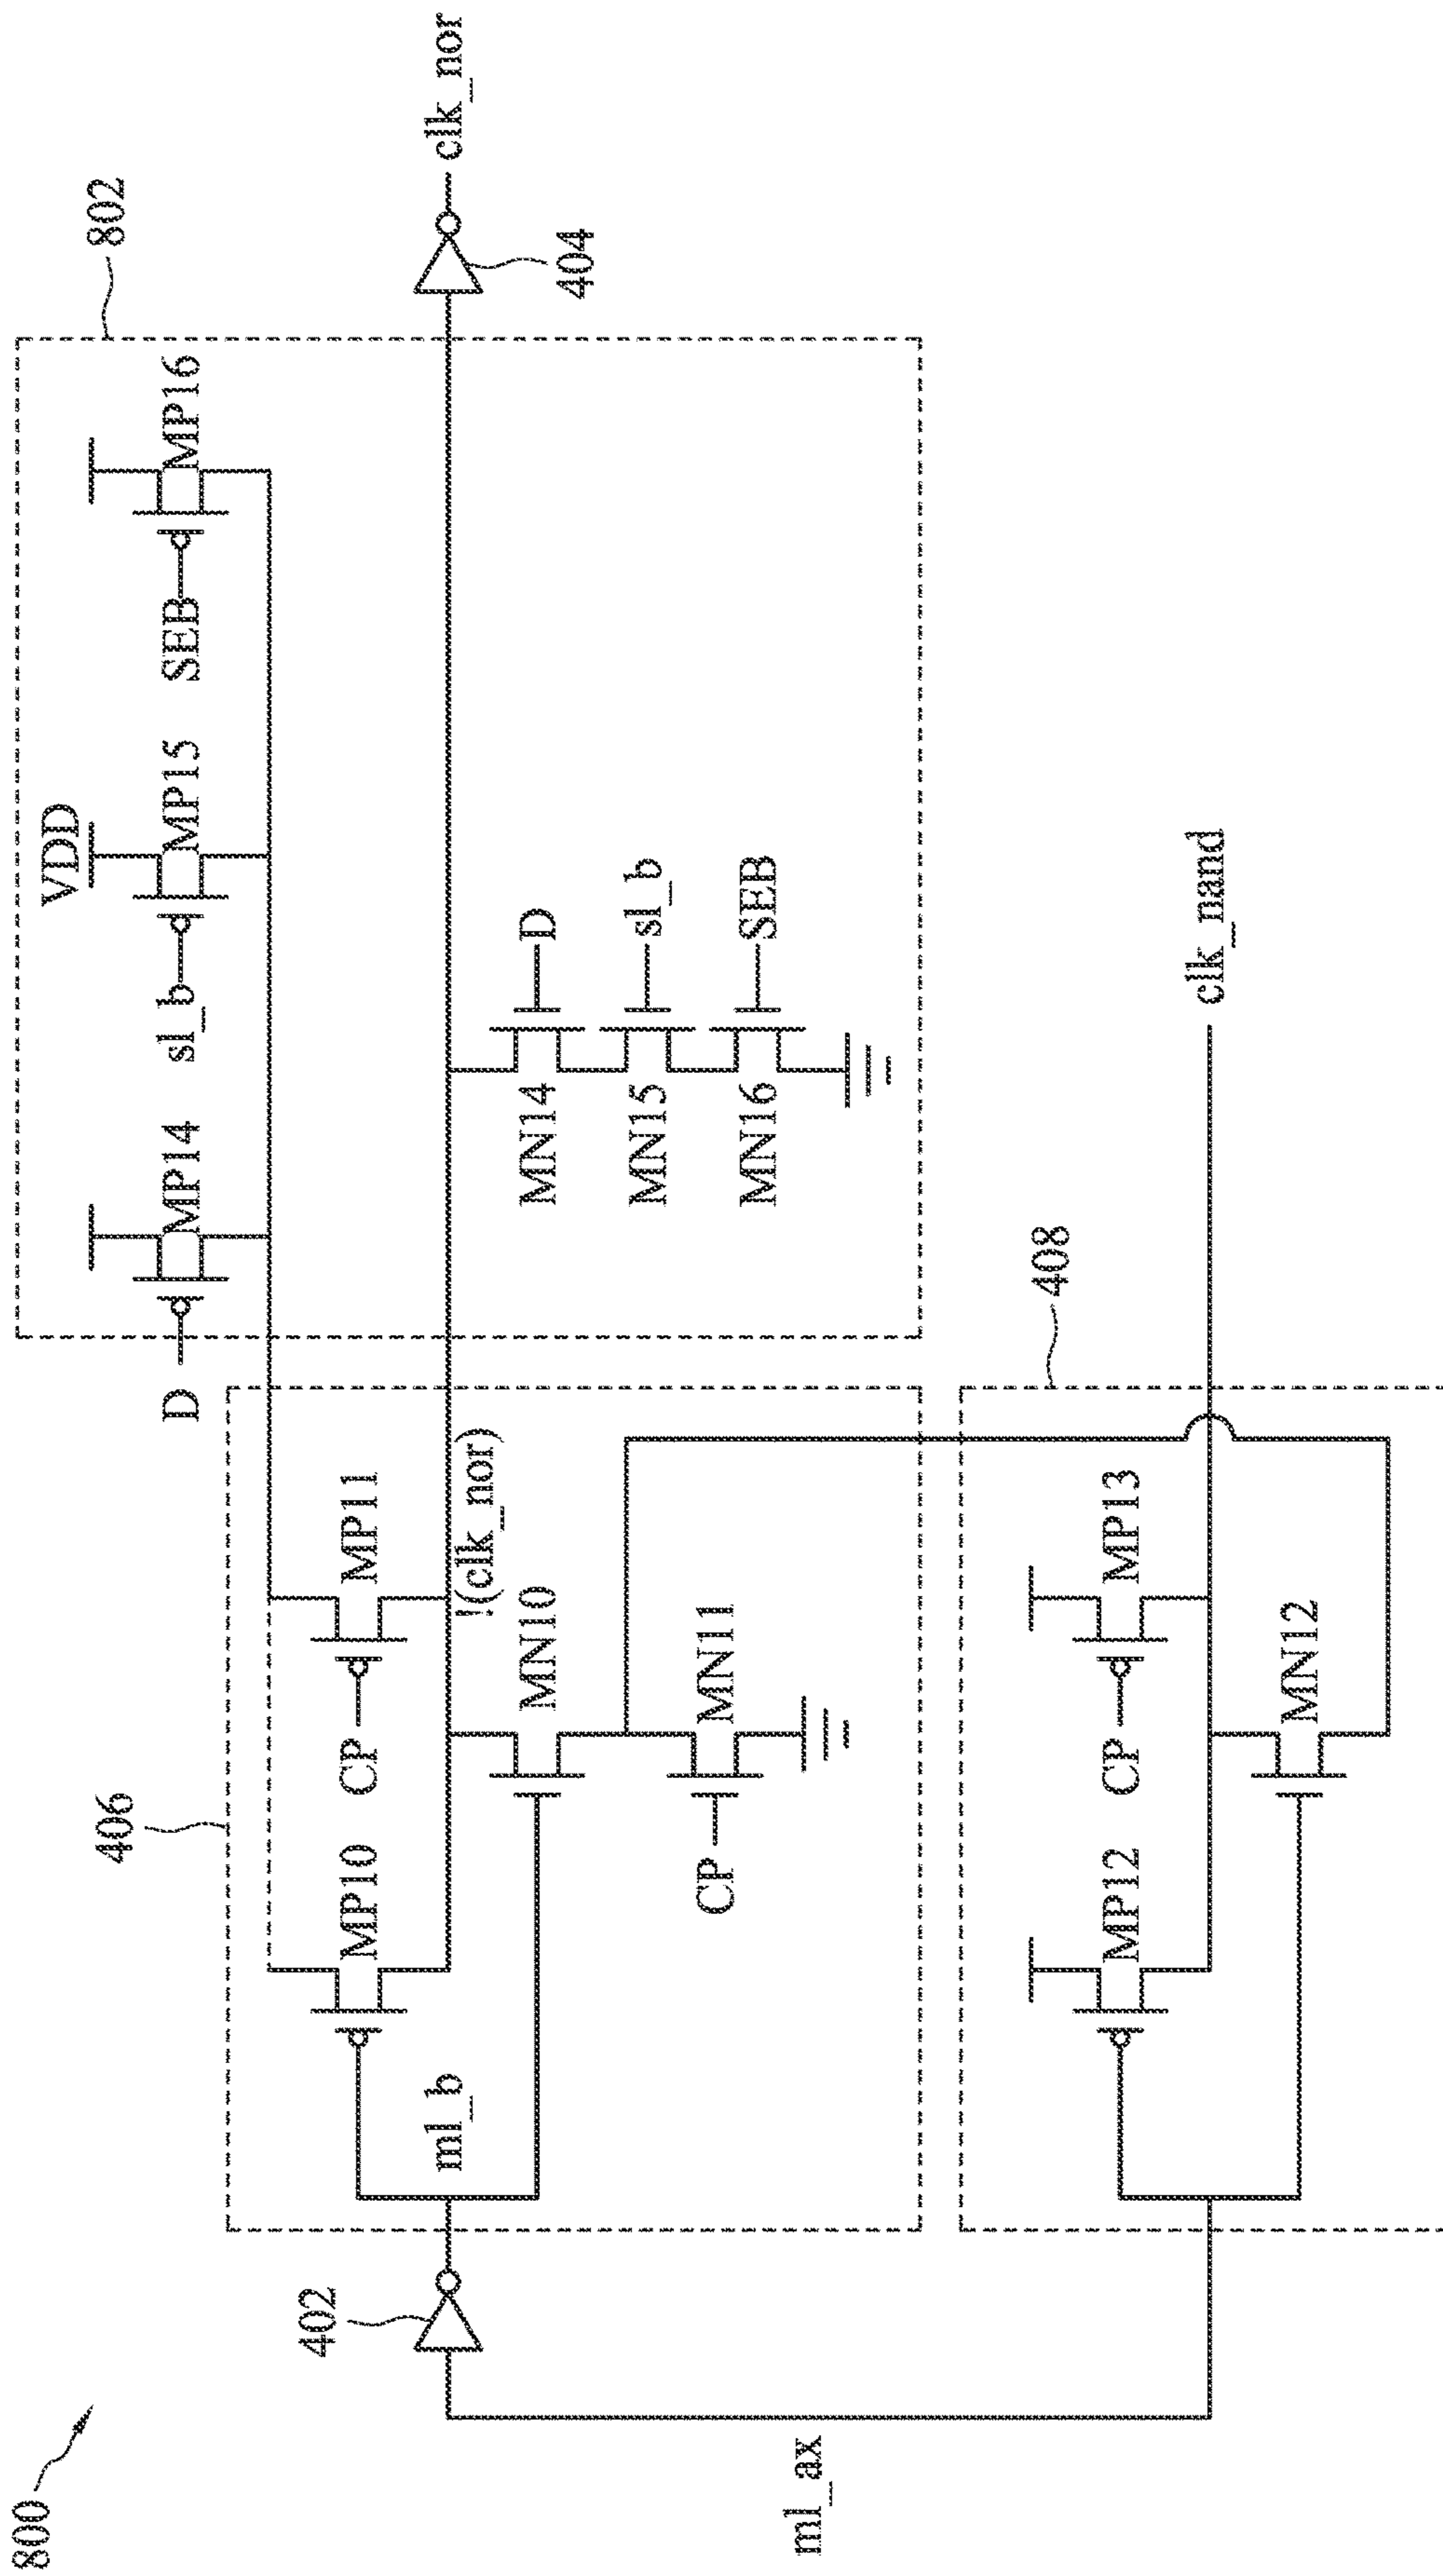 800
802
VDD
D
MP14
sl_b
MP15
SEB
MP16
406
MP10
CP
MP11
402
ml_b
!(clk_nor)
404
clk_nor
MN10
MN14
D
MN15
sl_b
CP
MN11
MN16
SEB
ml_ax
408
MP12
CP
MP13
clk_nand
MN12